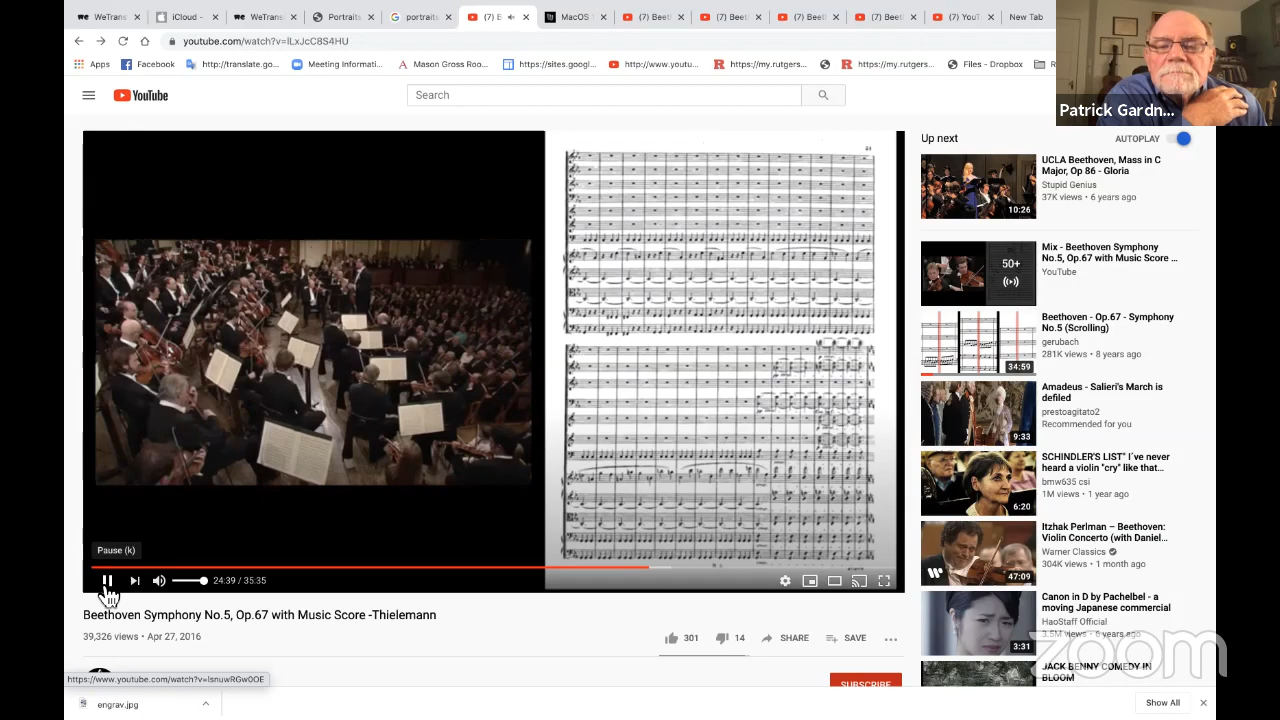 WeTrans
iCloud -
WeTrans
Portraits
portraits
(7) B
MacOS
(7) Beet
(7) Beet
(7) Beet
(7) Beet
(7) YouT
New Tab
youtube.com/watch?v=lLxJcC8S4HU
Apps
Facebook
http://translate.go...
Meeting Informati...
Mason Gross Roo...
https://sites.googl...
http://www.youtu...
https://my.rutgers...
https://my.rutgers...
Files - Dropbox
Patrick Gardn...
YouTube
Search
Up next
AUTOPLAY
UCLA Beethoven, Mass in C
Major, Op 86 - Gloria
Stupid Genius
37K views • 6 years ago
10:26
Mix - Beethoven Symphony
No.5, Op.67 with Music Score ...
YouTube
50+
Beethoven - Op.67 - Symphony
No.5 (Scrolling)
gerubach
281K views • 8 years ago
34:59
Amadeus - Salieri's March is
defiled
prestoagitato2
Recommended for you
9:33
SCHINDLER'S LIST" I´ve never
heard a violin "cry" like that...
bmw635 csi
1M views • 1 year ago
6:20
Itzhak Perlman – Beethoven:
Violin Concerto (with Daniel...
Warner Classics
304K views • 1 month ago
47:09
Canon in D by Pachelbel - a
moving Japanese commercial
HaoStaff Official
3.5M views • 6 years ago
3:31
JACK BENNY COMEDY IN
BLOOM
zoom
Pause (k)
24:39 / 35:35
Beethoven Symphony No.5, Op.67 with Music Score -Thielemann
39,326 views • Apr 27, 2016
301
14
SHARE
SAVE
SUBSCRIBE
https://www.youtube.com/watch?v=lsnuwRGw0OE
engrav.jpg
Show All